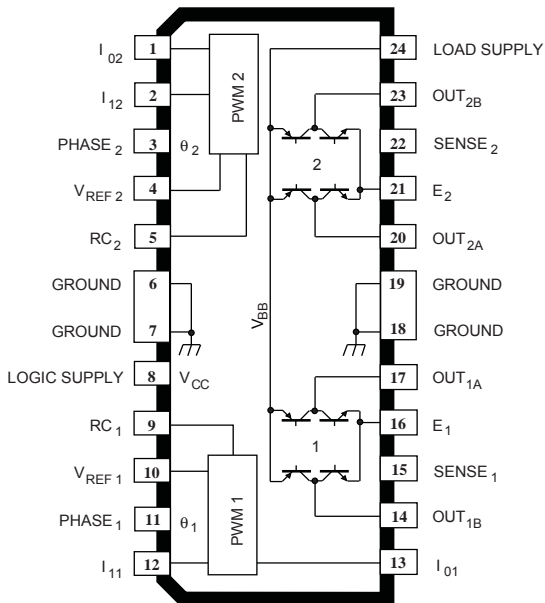 I02 1 24 LOAD SUPPLY
I12 2 PWM 2 23 OUT2B
PHASE2 3 θ2 22 SENSE2
2
VREF 2 4 21 E2
RC2 5 20 OUT2A
GROUND 6 19 GROUND
VBB
GROUND 7 18 GROUND
LOGIC SUPPLY 8 VCC 17 OUT1A
RC1 9 16 E1
1
VREF 1 10 15 SENSE1
PHASE1 11 θ1 PWM 1 14 OUT1B
I11 12 13 I01